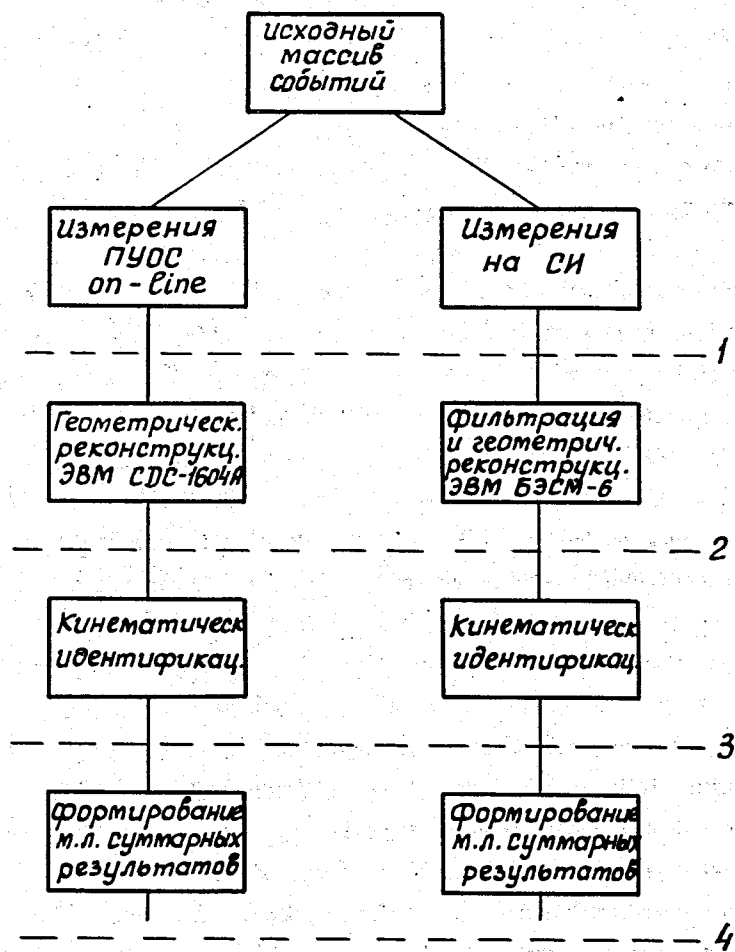 исходный
массив
событий
Измерения
ПУОС
on-line
Измерения
на СИ
1
Геометрическ.
реконструкц.
ЭВМ CDC-1604А
Фильтрация
и геометрич.
реконструкц.
ЭВМ БЭСМ-6
2
Кинематическ
идентификац.
Кинематическ
идентификац.
3
Формирование
м.л. суммарных
результатов
Формирование
м.л. суммарных
результатов
4